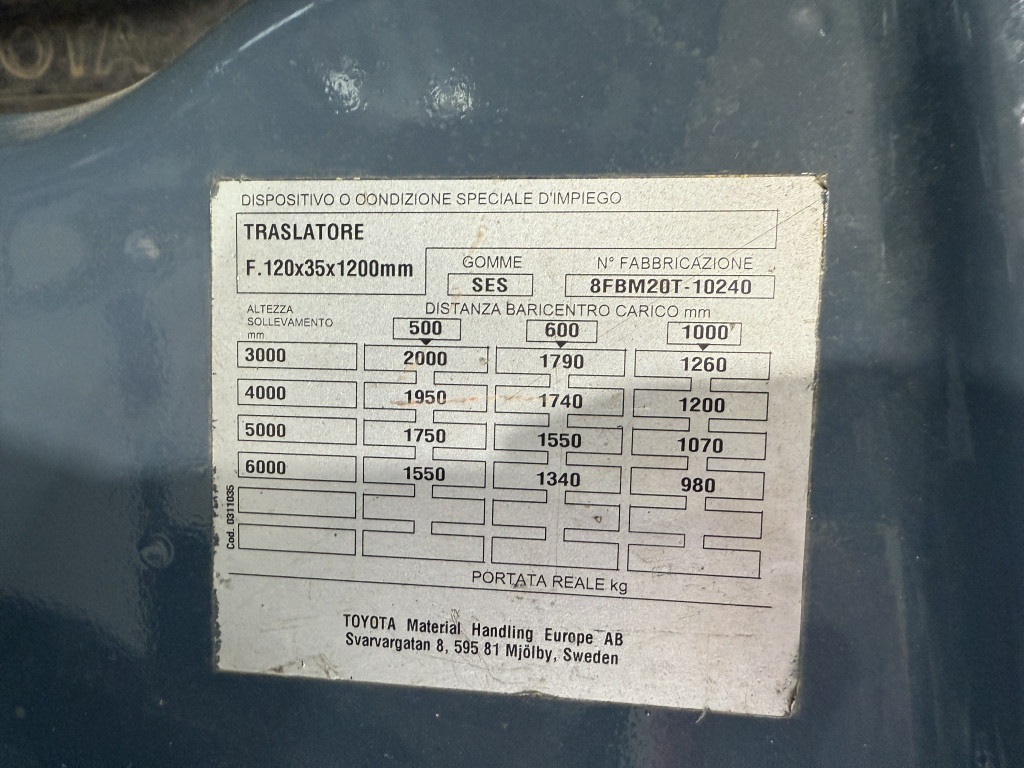 DISPOSITIVO O CONDIZIONE SPECIALE D'IMPIEGO
TRASLATORE
F.120x35x1200mm
GOMME
SES
N° FABBRICAZIONE
8FBM20T-10240
ALTEZZA
SOLLEVAMENTO
mm
DISTANZA BARICENTRO CARICO mm
500 600 1000
3000 2000 1790 1260
4000 1950 1740 1200
5000 1750 1550 1070
6000 1550 1340 980
Cod. 0311035
PORTATA REALE kg
TOYOTA Material Handling Europe AB
Svarvargatan 8, 595 81 Mjölby, Sweden